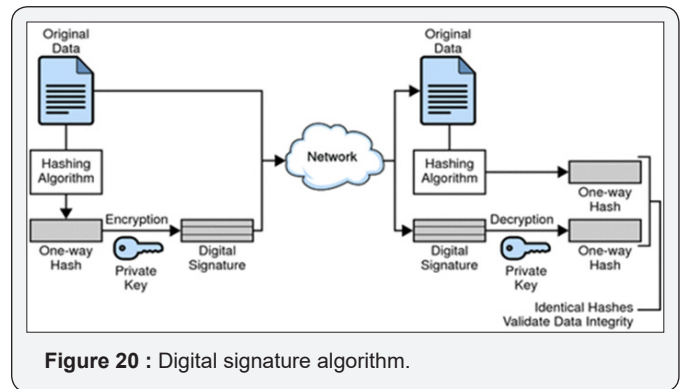 Original
Data
Hashing
Algorithm
One-way
Hash
Encryption
Private
Key
Digital
Signature
Network
Original
Data
Hashing
Algorithm
One-way
Hash
Digital
Signature
Decryption
Private
Key
One-way
Hash
Identical Hashes
Validate Data Integrity
Figure 20 : Digital signature algorithm.